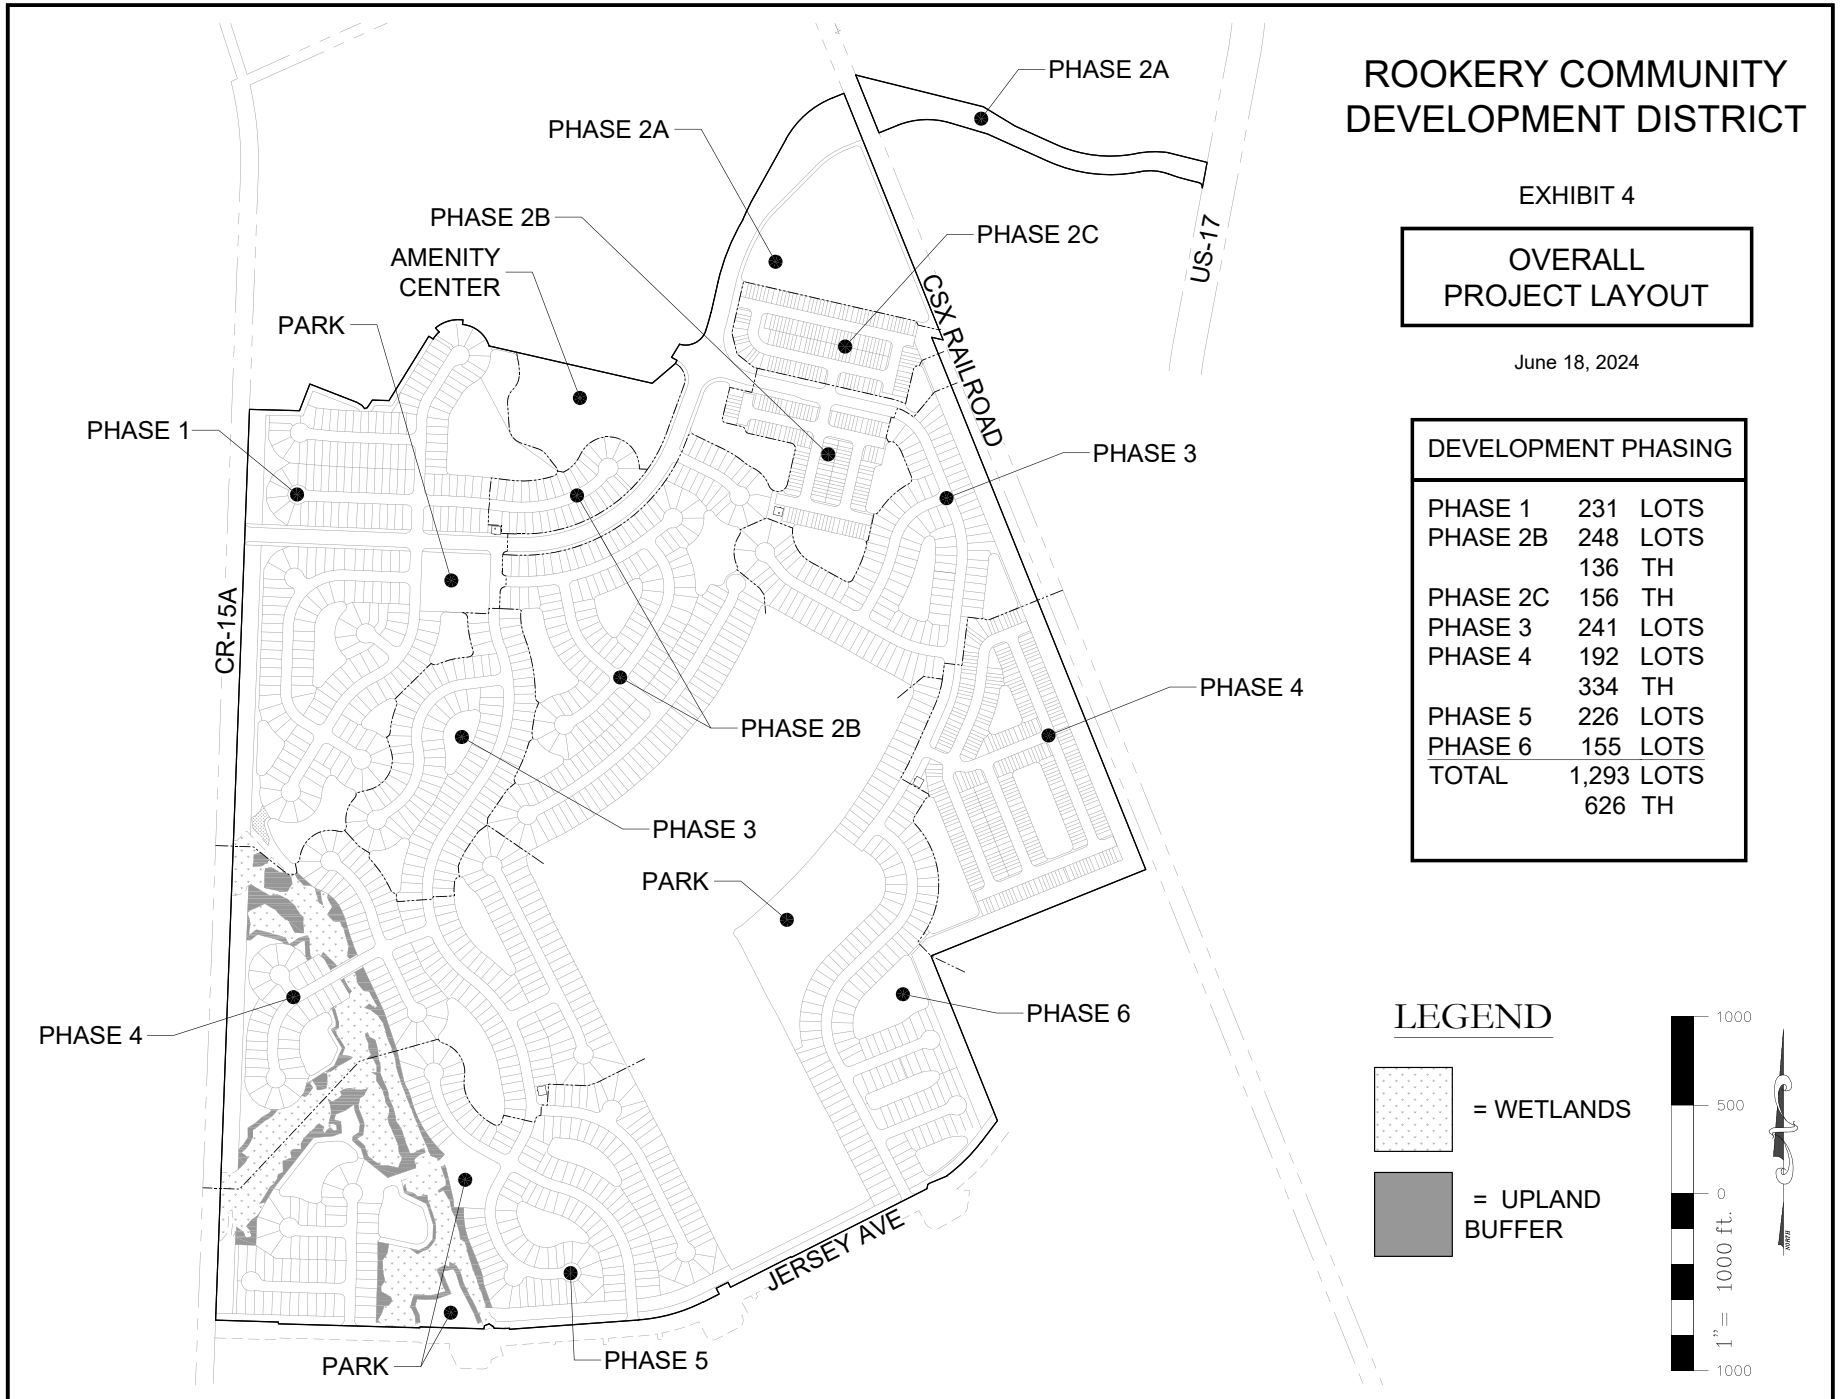 ROOKERY COMMUNITY
DEVELOPMENT DISTRICT
EXHIBIT 4
OVERALL
PROJECT LAYOUT
June 18, 2024
DEVELOPMENT PHASING
PHASE 1 231 LOTS
PHASE 2B 248 LOTS
136 TH
PHASE 2C 156 TH
PHASE 3 241 LOTS
PHASE 4 192 LOTS
334 TH
PHASE 5 226 LOTS
PHASE 6 155 LOTS
TOTAL 1,293 LOTS
626 TH
PHASE 2A
PHASE 2A
PHASE 2B
PHASE 2C
AMENITY
CENTER
PARK
PHASE 1
US-17
CSX RAILROAD
PHASE 3
CR-15A
PHASE 4
PHASE 2B
PHASE 3
PARK
PHASE 6
PHASE 4
JERSEY AVE
PARK
PHASE 5
LEGEND
= WETLANDS
= UPLAND
BUFFER
1000
500
0
1000
1"= 1000 ft.
NORTH